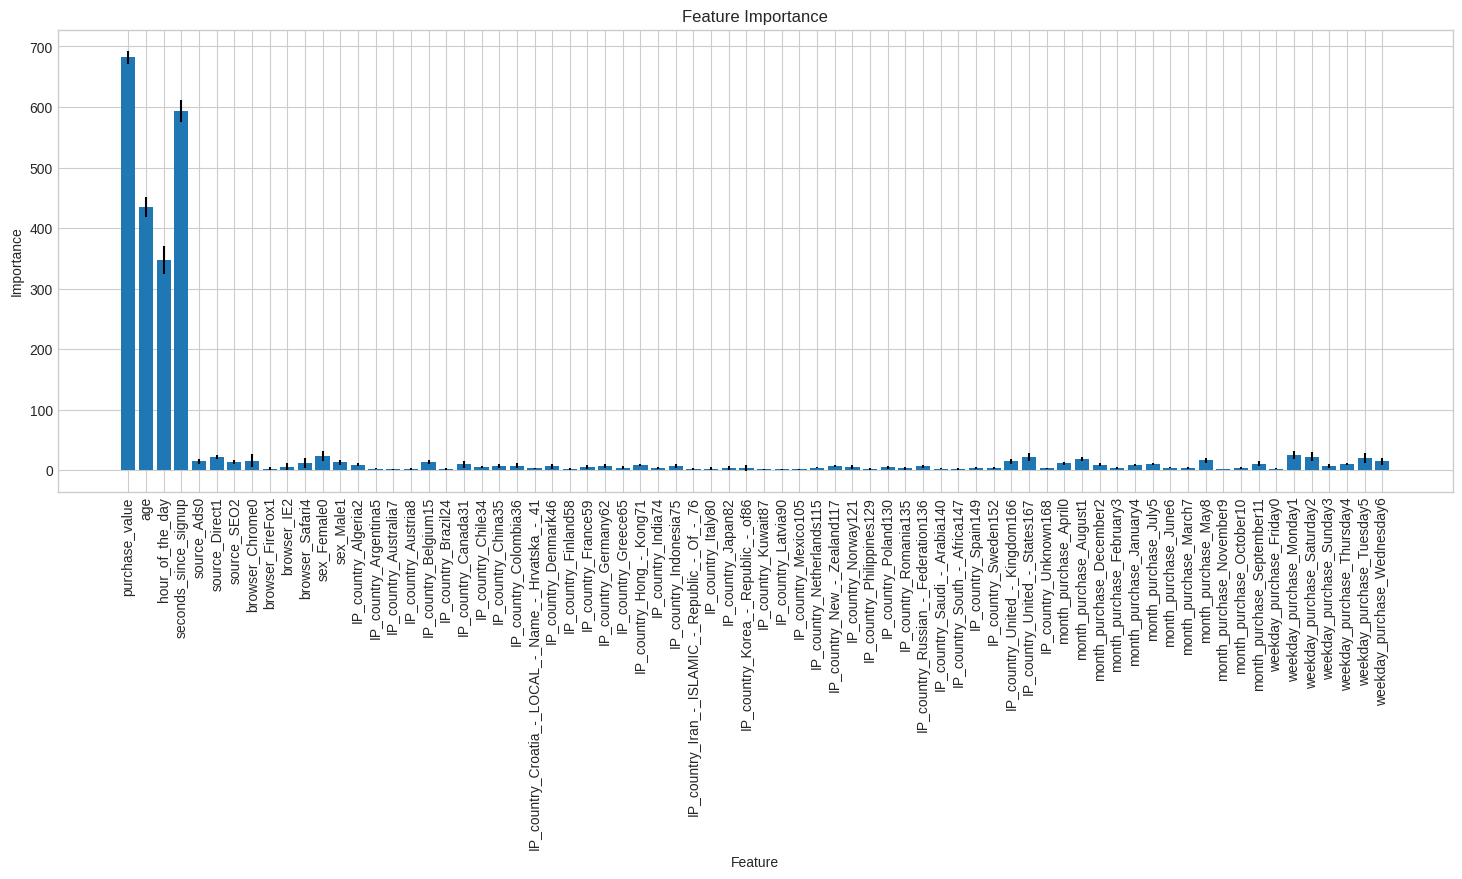 Feature Importance
Importance
700
600
500
400
300
200
100
0
purchase_value
age
hour_of_the_day
seconds_since_signup
source_Ads0
source_Direct1
source_SEO2
browser_Chrome0
browser_FireFox1
browser_IE2
browser_Safari4
sex_Female0
sex_Male1
IP_country_Algeria2
IP_country_Argentina5
IP_country_Australia7
IP_country_Austria8
IP_country_Belgium15
IP_country_Brazil24
IP_country_Canada31
IP_country_Chile34
IP_country_China35
IP_country_Colombia36
IP_country_Croatia_-_LOCAL_-_Name_-_Hrvatska_-_41
IP_country_Denmark46
IP_country_Finland58
IP_country_France59
IP_country_Germany62
IP_country_Greece65
IP_country_Hong_-_Kong71
IP_country_India74
IP_country_Indonesia75
IP_country_Iran_-_ISLAMIC_-_Republic_-_Of_-_76
IP_country_Italy80
IP_country_Japan82
IP_country_Korea_-_Republic_-_of86
IP_country_Kuwait87
IP_country_Latvia90
IP_country_Mexico105
IP_country_Netherlands115
IP_country_New_-_Zealand117
IP_country_Norway121
IP_country_Philippines129
IP_country_Poland130
IP_country_Romania135
IP_country_Russian_-_Federation136
IP_country_Saudi_-_Arabia140
IP_country_South_-_Africa147
IP_country_Spain149
IP_country_Sweden152
IP_country_United_-_Kingdom166
IP_country_United_-_States167
IP_country_Unknown168
month_purchase_April0
month_purchase_August1
month_purchase_December2
month_purchase_February3
month_purchase_January4
month_purchase_July5
month_purchase_June6
month_purchase_March7
month_purchase_May8
month_purchase_November9
month_purchase_October10
month_purchase_September11
weekday_purchase_Friday0
weekday_purchase_Monday1
weekday_purchase_Saturday2
weekday_purchase_Sunday3
weekday_purchase_Thursday4
weekday_purchase_Tuesday5
weekday_purchase_Wednesday6
Feature